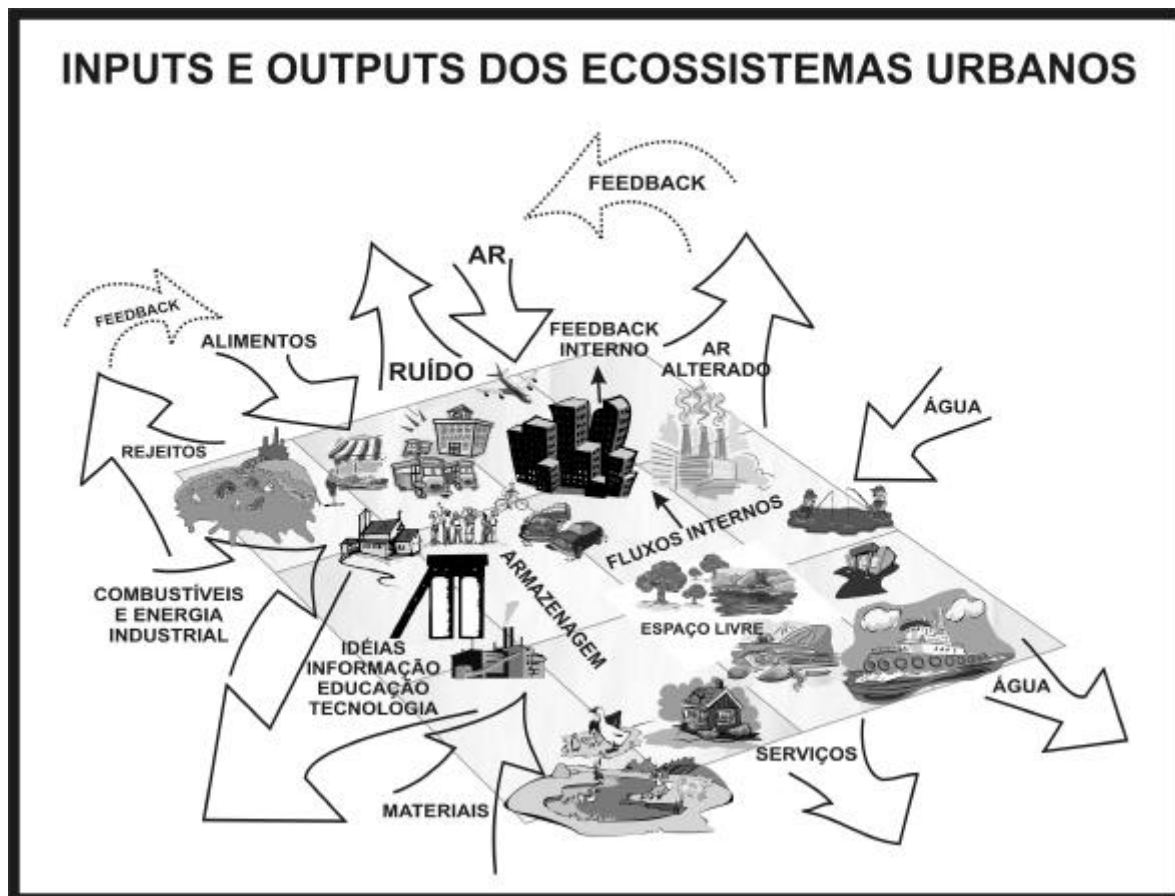 INPUTS E OUTPUTS DOS ECOSSISTEMAS URBANOS
FEEDBACK
AR
FEEDBACK
ALIMENTOS
RUÍDO
FEEDBACK
INTERNO
AR
ALTERADO
ÁGUA
REJEITOS
FLUXOS INTERNOS
ARMAZENAGEM
COMBUSTÍVEIS
E ENERGIA
INDUSTRIAL
ESPAÇO LIVRE
IDÉIAS
INFORMAÇÃO
EDUCAÇÃO
TECNOLOGIA
ÁGUA
SERVIÇOS
MATERIAIS